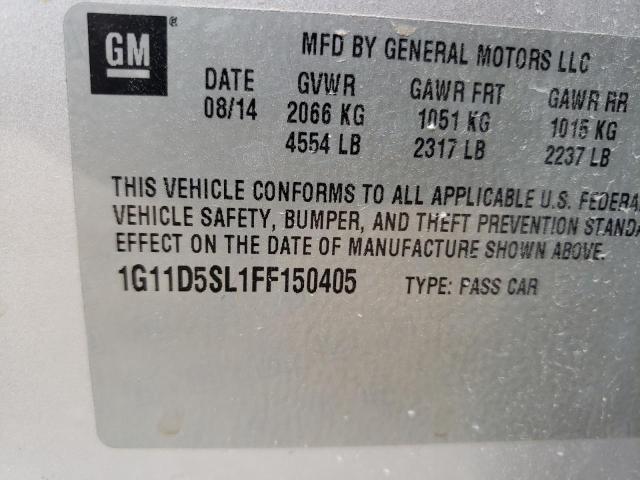 GM ®
MFD BY GENERAL MOTORS LLC
DATE GVWR GAWR FRT GAWR RR
08/14 2066 KG 1051 KG 1015 KG
4554 LB 2317 LB 2237 LB
THIS VEHICLE CONFORMS TO ALL APPLICABLE U.S. FEDERA
VEHICLE SAFETY, BUMPER, AND THEFT PREVENTION STANDA
EFFECT ON THE DATE OF MANUFACTURE SHOWN ABOVE.
1G11D5SL1FF150405 TYPE: PASS CAR